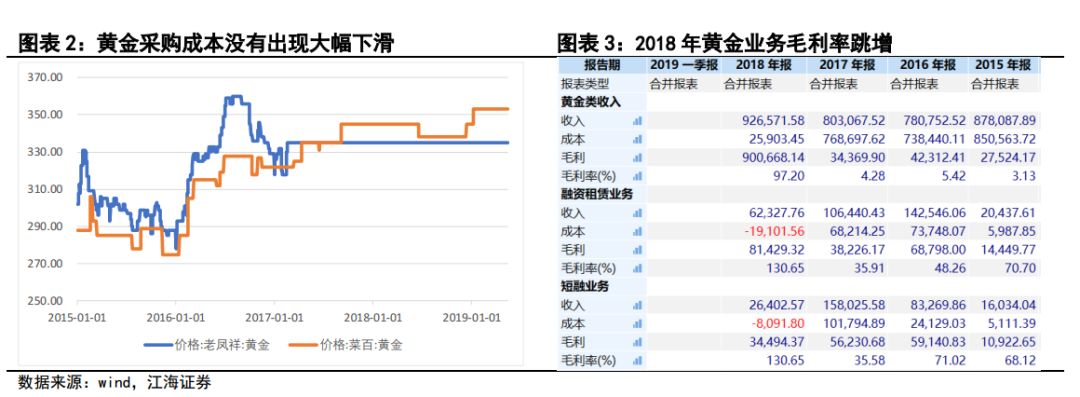 图表 2：黄金采购成本没有出现大幅下滑
370.00
350.00
330.00
310.00
290.00
270.00
250.00
2015-01-01 2016-01-01 2017-01-01 2018-01-01 2019-01-01
价格:老凤祥:黄金 价格:菜百:黄金
图表 3：2018 年黄金业务毛利率跳增
报告期 2019 一季报 2018 年报 2017 年报 2016 年报 2015 年报
报表类型 合并报表 合并报表 合并报表 合并报表 合并报表
黄金类收入
收入 926,571.58 803,067.52 780,752.52 878,087.89
成本 25,903.45 768,697.62 738,440.11 850,563.72
毛利 900,668.14 34,369.90 42,312.41 27,524.17
毛利率(%) 97.20 4.28 5.42 3.13
融资租赁业务
收入 62,327.76 106,440.43 142,546.06 20,437.61
成本 -19,101.56 68,214.25 73,748.07 5,987.85
毛利 81,429.32 38,226.17 68,798.00 14,449.77
毛利率(%) 130.65 35.91 48.26 70.70
短融业务
收入 26,402.57 158,025.58 83,269.86 16,034.04
成本 -8,091.80 101,794.89 24,129.03 5,111.39
毛利 34,494.37 56,230.68 59,140.83 10,922.65
毛利率(%) 130.65 35.58 71.02 68.12
数据来源：wind，江海证券